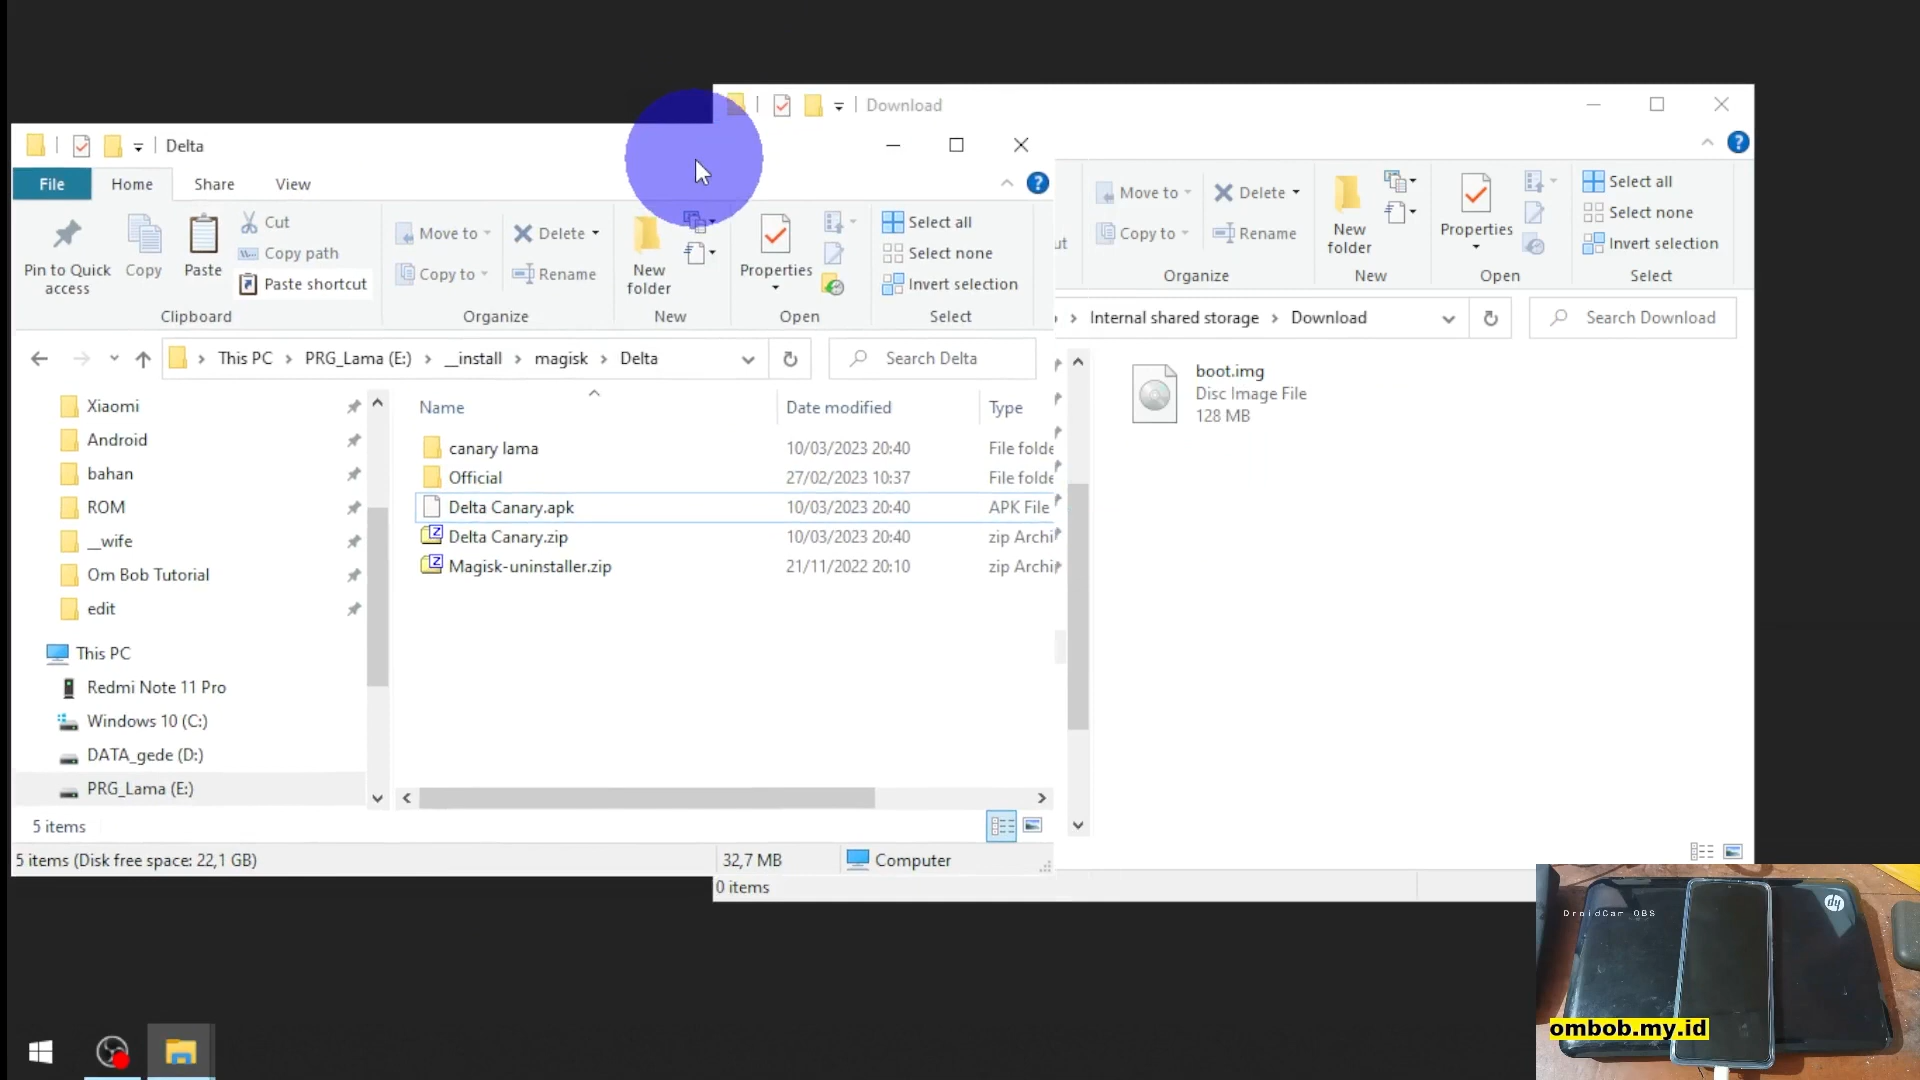 Download
Delta
File
Home
Share
View
Pin to Quick access
Copy
Paste
Cut
Copy path
Paste shortcut
Clipboard
Move to
Copy to
Delete
Rename
Organize
New folder
New
Properties
Open
Select all
Select none
Invert selection
Select
ut
Move to
Copy to
Delete
Rename
Organize
New folder
New
Properties
Open
Select all
Select none
Invert selection
Select
This PC
PRG_Lama (E:)
__install
magisk
Delta
Search Delta
Internal shared storage
Download
Search Download
Xiaomi
Android
bahan
ROM
__wife
Om Bob Tutorial
edit
This PC
Redmi Note 11 Pro
Windows 10 (C:)
DATA_gede (D:)
PRG_Lama (E:)
Name Date modified Type
canary lama 10/03/2023 20:40 File folde
Official 27/02/2023 10:37 File folde
Delta Canary.apk 10/03/2023 20:40 APK File
Delta Canary.zip 10/03/2023 20:40 zip Archi
Magisk-uninstaller.zip 21/11/2022 20:10 zip Archi
boot.img
Disc Image File
128 MB
5 items
5 items (Disk free space: 22,1 GB) 32,7 MB Computer
0 items
DroidCam OBS
hp
ombob.my.id